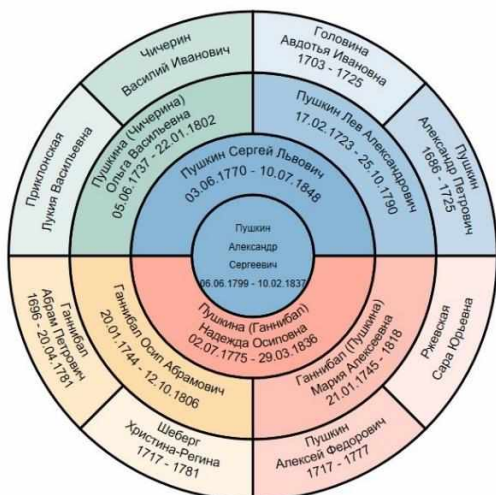 Пушкин
Александр
Сергеевич
06.06.1799 - 10.02.1837
Пушкин Сергей Львович
03.06.1770 - 10.07.1848
Пушкина (Ганнибал)
Надежда Осиповна
02.07.1775 - 29.03.1836
Пушкина (Чичерина)
Ольга Васильевна
05.06.1737 - 22.01.1802
Пушкин Лев Александрович
17.02.1723 - 25.10.1790
Ганнибал (Пушкина)
Мария Алексеевна
21.01.1745 - 1818
Ганнибал Осип Абрамович
20.01.1744 - 12.10.1806
Приклонская
Лукия Васильевна
Чичерин
Василий Иванович
Головина
Авдотья Ивановна
1703 - 1725
Пушкин
Александр Петрович
1686 - 1725
Ржевская
Сара Юрьевна
Пушкин
Алексей Федорович
1717 - 1777
Шеберг
Христина-Регина
1717 - 1781
Ганнибал
Абрам Петрович
1696 - 20.04.1781